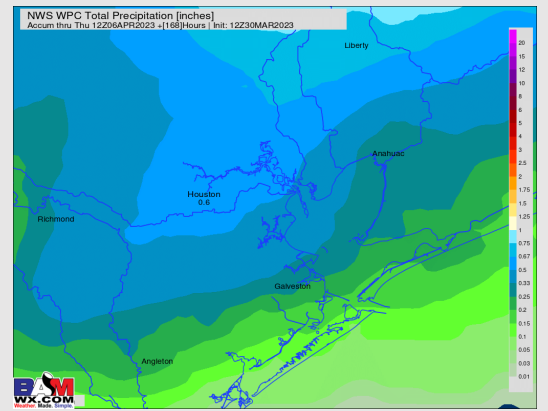 NWS WPC Total Precipitation [inches]
Accum thru Thu 12Z06APR2023 +[168]Hours | Init: 12Z30MAR2023
Liberty
Anahuac
Houston
0.6
Richmond
Galveston
Angleton
20
15
12
10
8
6
5
4
3
2.5
2
1.75
1.5
1.25
1
0.75
0.67
0.5
0.33
0.25
0.2
0.15
0.1
0.05
0.03
0.01
BAM
WX.COM
Weather. Made. Simple.